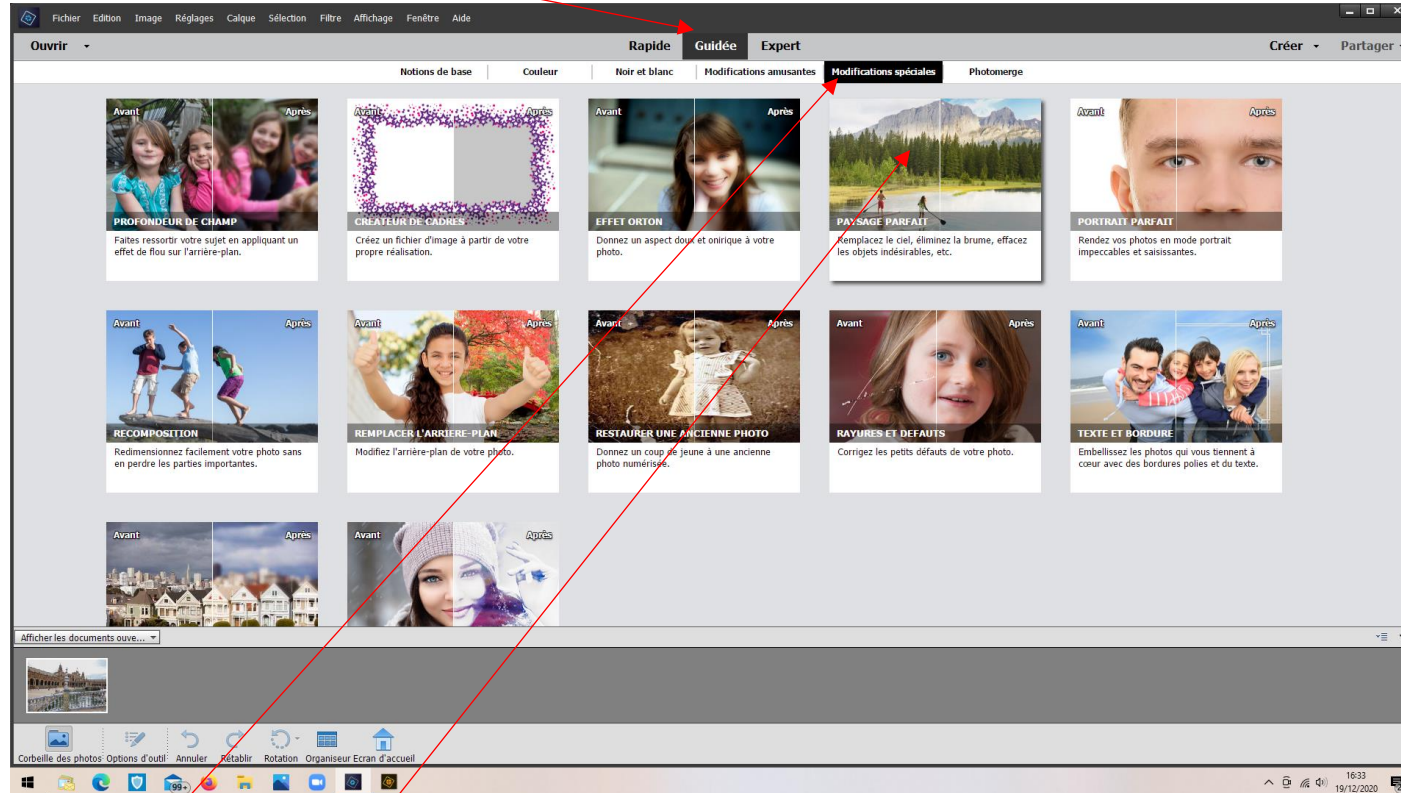 Fichier Edition Image Réglages Calque Sélection Filtre Affichage Fenêtre Aide
Ouvrir Rapide Guidée Expert Créer Partager
Notions de base Couleur Noir et blanc Modifications amusantes Modifications spéciales Photomerge
Avant Après Avant Après Avant Après Avant Après
PROFONDEUR DE CHAMP CREATEUR DE CADRES EFFET ORTON PAYSAGE PARFAIT PORTRAIT PARFAIT
Faites ressortir votre sujet en appliquant un Créez un fichier d'image à partir de votre Donnez un aspect doux et onirique à votre Remplacez le ciel, éliminez la brume, effacez Rendez vos photos en mode portrait
effet de flou sur l'arrière-plan. propre réalisation. photo. les objets indésirables, etc. impeccables et saisissantes.
Avant Après Avant Après Avant Après Avant Après Avant Après
RECOMPOSITION REMPLACER L'ARRIERE-PLAN RESTAURER UNE ANCIENNE PHOTO RAYURES ET DEFAUTS TEXTE ET BORDURE
Redimensionnez facilement votre photo sans Modifiez l'arrière-plan de votre photo. Donnez un coup de jeune à une ancienne Corrigez les petits défauts de votre photo. Embellissez les photos qui vous tiennent à
en perdre les parties importantes. photo numérisée. cœur avec des bordures polies et du texte.
Avant Après Avant Après
Afficher les documents ouve...
Corbeille des photos Options d'outil Annuler Rétablir Rotation Organiseur Ecran d'accueil
99+ 16:33
19/12/2020